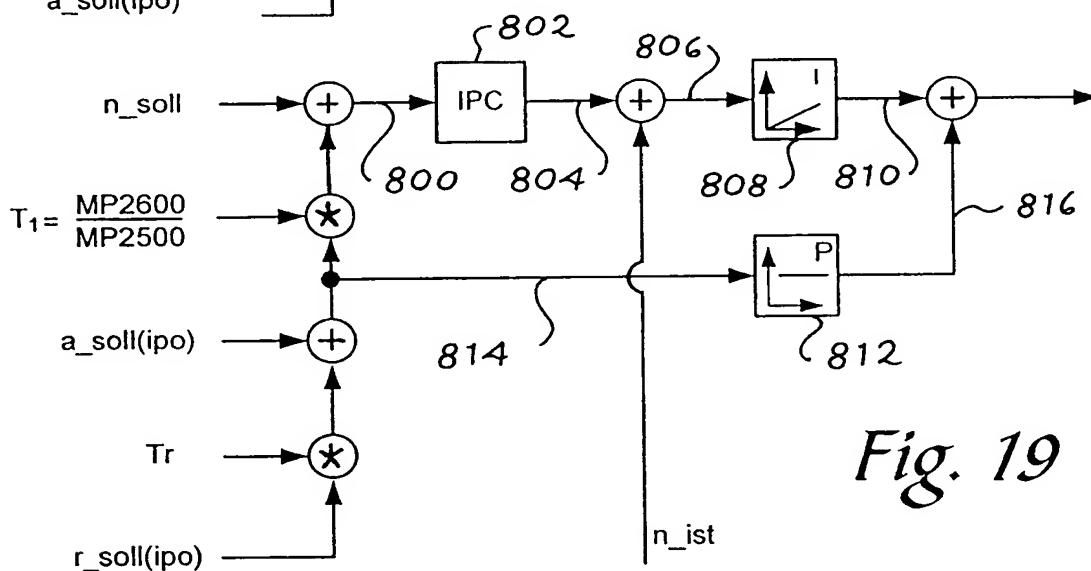 a_soll(ipo)
802
806
n_soll
+
IPC
+
I
+
800
804
808
810
816
T1= MP2600
MP2500
*
P
a_soll(ipo)
+
814
812
Tr
*
Fig. 19
r_soll(ipo)
n_ist